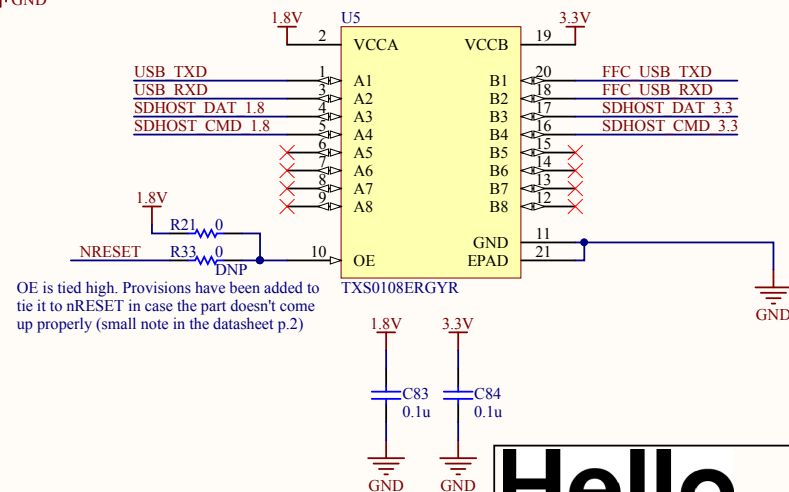 GND
1.8V
U5
3.3V
2
VCCA
VCCB
19
USB_TXD
1
A1
B1
20
FFC_USB_TXD
USB_RXD
3
A2
B2
18
FFC_USB_RXD
SDHOST_DAT_1.8
4
A3
B3
17
SDHOST_DAT_3.3
SDHOST_CMD_1.8
5
A4
B4
16
SDHOST_CMD_3.3
6
A5
B5
15
7
A6
B6
14
8
A7
B7
13
9
A8
B8
12
1.8V
R21
0
NRESET
R33
0
DNP
10
OE
GND
11
EPAD
21
TXS0108ERGYR
GND
OE is tied high. Provisions have been added to
tie it to nRESET in case the part doesn't come
up properly (small note in the datasheet p.2)
1.8V
3.3V
C83
0.1u
C84
0.1u
GND
GND
Hello